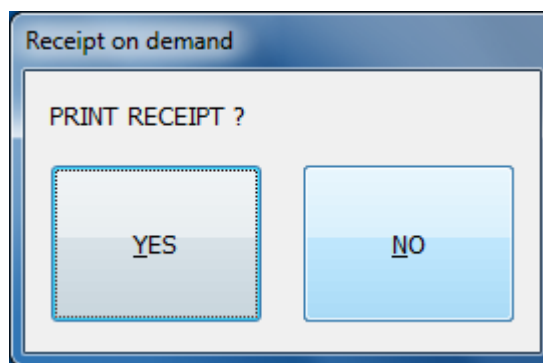 Receipt on demand
PRINT RECEIPT ?
YES
NO